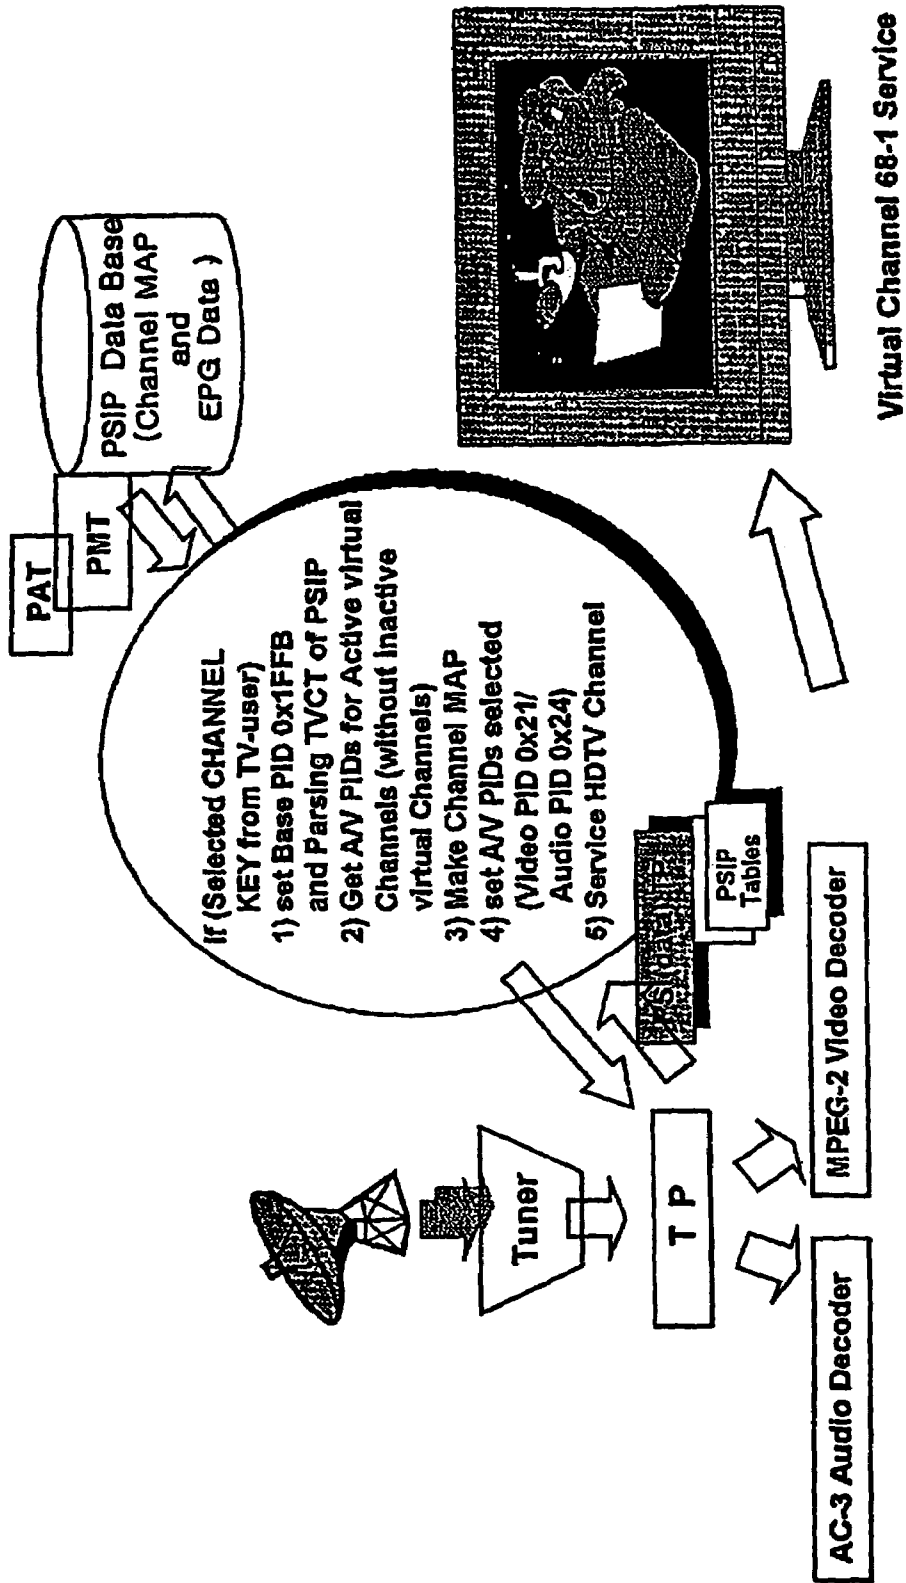 PAT
PMT
PSIP Data Base
(Channel MAP
and
EPG Data )
If (Selected CHANNEL
KEY from TV-user)
1) set Base PID 0x1FFB
and Parsing TVCT of PSIP
2) Get A/V PIDs for Active virtual
Channels (without Inactive
virtual Channels)
3) Make Channel MAP
4) set A/V PIDs selected
(Video PID 0x21/
Audio PID 0x24)
5) Service HDTV Channel
Tuner
T P
PSIP
Tables
AC-3 Audio Decoder
MPEG-2 Video Decoder
Virtual Channel 68-1 Service